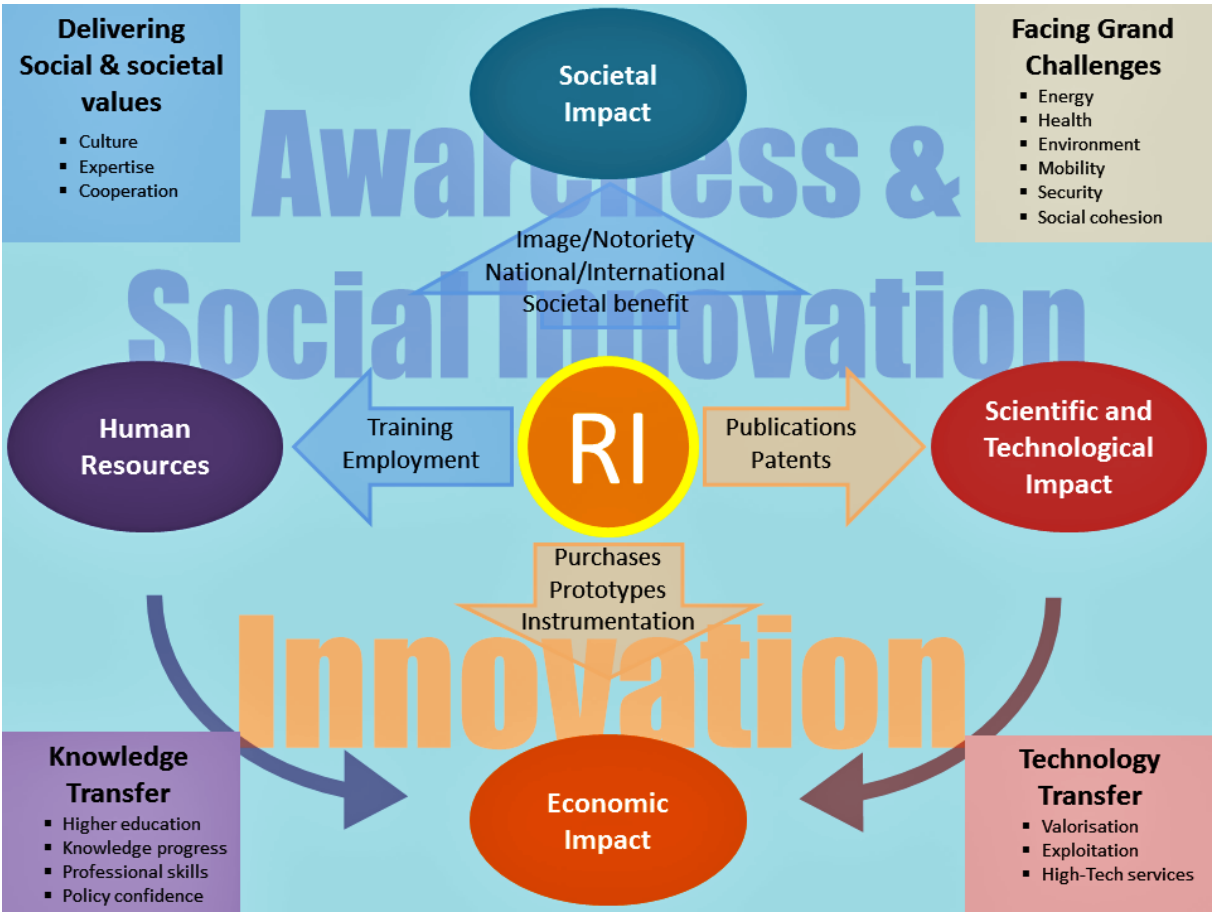 Delivering
Social & societal
values
▪ Culture
▪ Expertise
▪ Cooperation
Societal
Impact
Facing Grand
Challenges
▪ Energy
▪ Health
▪ Environment
▪ Mobility
▪ Security
▪ Social cohesion
Awareness &
Social Innovation
Image/Notoriety
National/International
Societal benefit
Human
Resources
Training
Employment
RI
Publications
Patents
Scientific and
Technological
Impact
Purchases
Prototypes
Instrumentation
Innovation
Knowledge
Transfer
▪ Higher education
▪ Knowledge progress
▪ Professional skills
▪ Policy confidence
Economic
Impact
Technology
Transfer
▪ Valorisation
▪ Exploitation
▪ High-Tech services